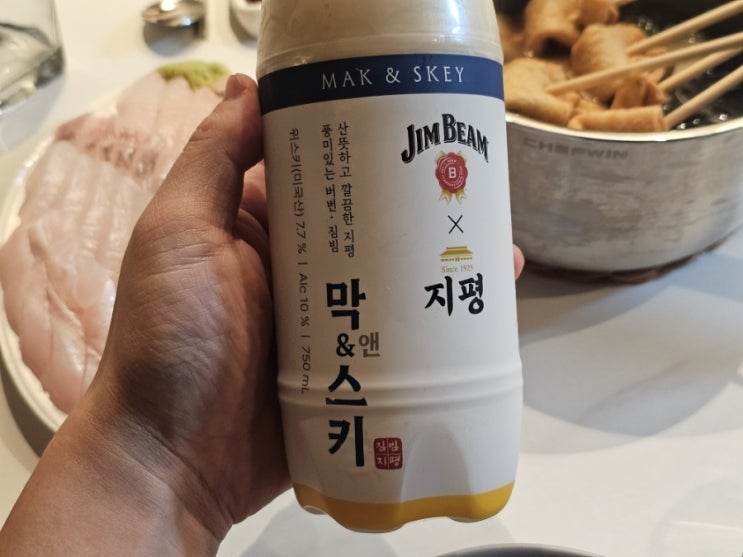 MAK & SKEY
JIM BEAM
B
×
Since 1925
지평
산뜻하고 깔끔한 지평
풍미있는 버번·짐빔
위스키(미국산) 7.7 % | Alc 10 % | 750 mL
막
&앤
스
키
짐빔
지평
CHEFWIN